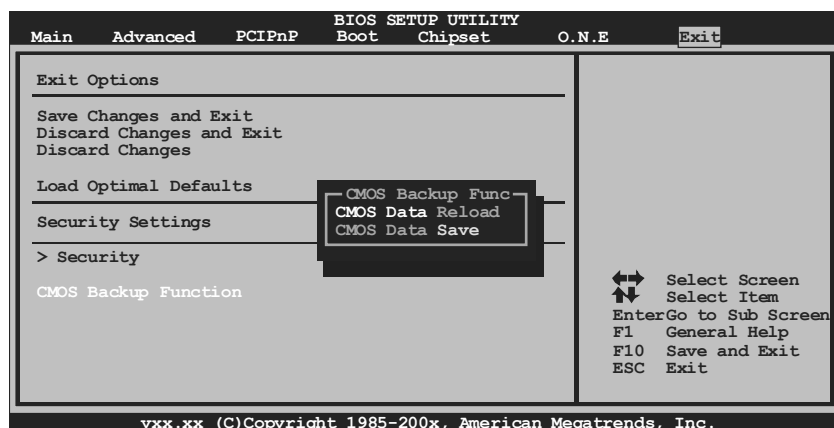 BIOS SETUP UTILITY
Main Advanced PCIPnP Boot Chipset O.N.E Exit
Exit Options
Save Changes and Exit
Discard Changes and Exit
Discard Changes
Load Optimal Defaults
Security Settings
> Security
CMOS Backup Function
CMOS Backup Func
CMOS Data Reload
CMOS Data Save
Select Screen
Select Item
EnterGo to Sub Screen
F1 General Help
F10 Save and Exit
ESC Exit
vxx.xx (C)Copyright 1985-200x, American Megatrends, Inc.